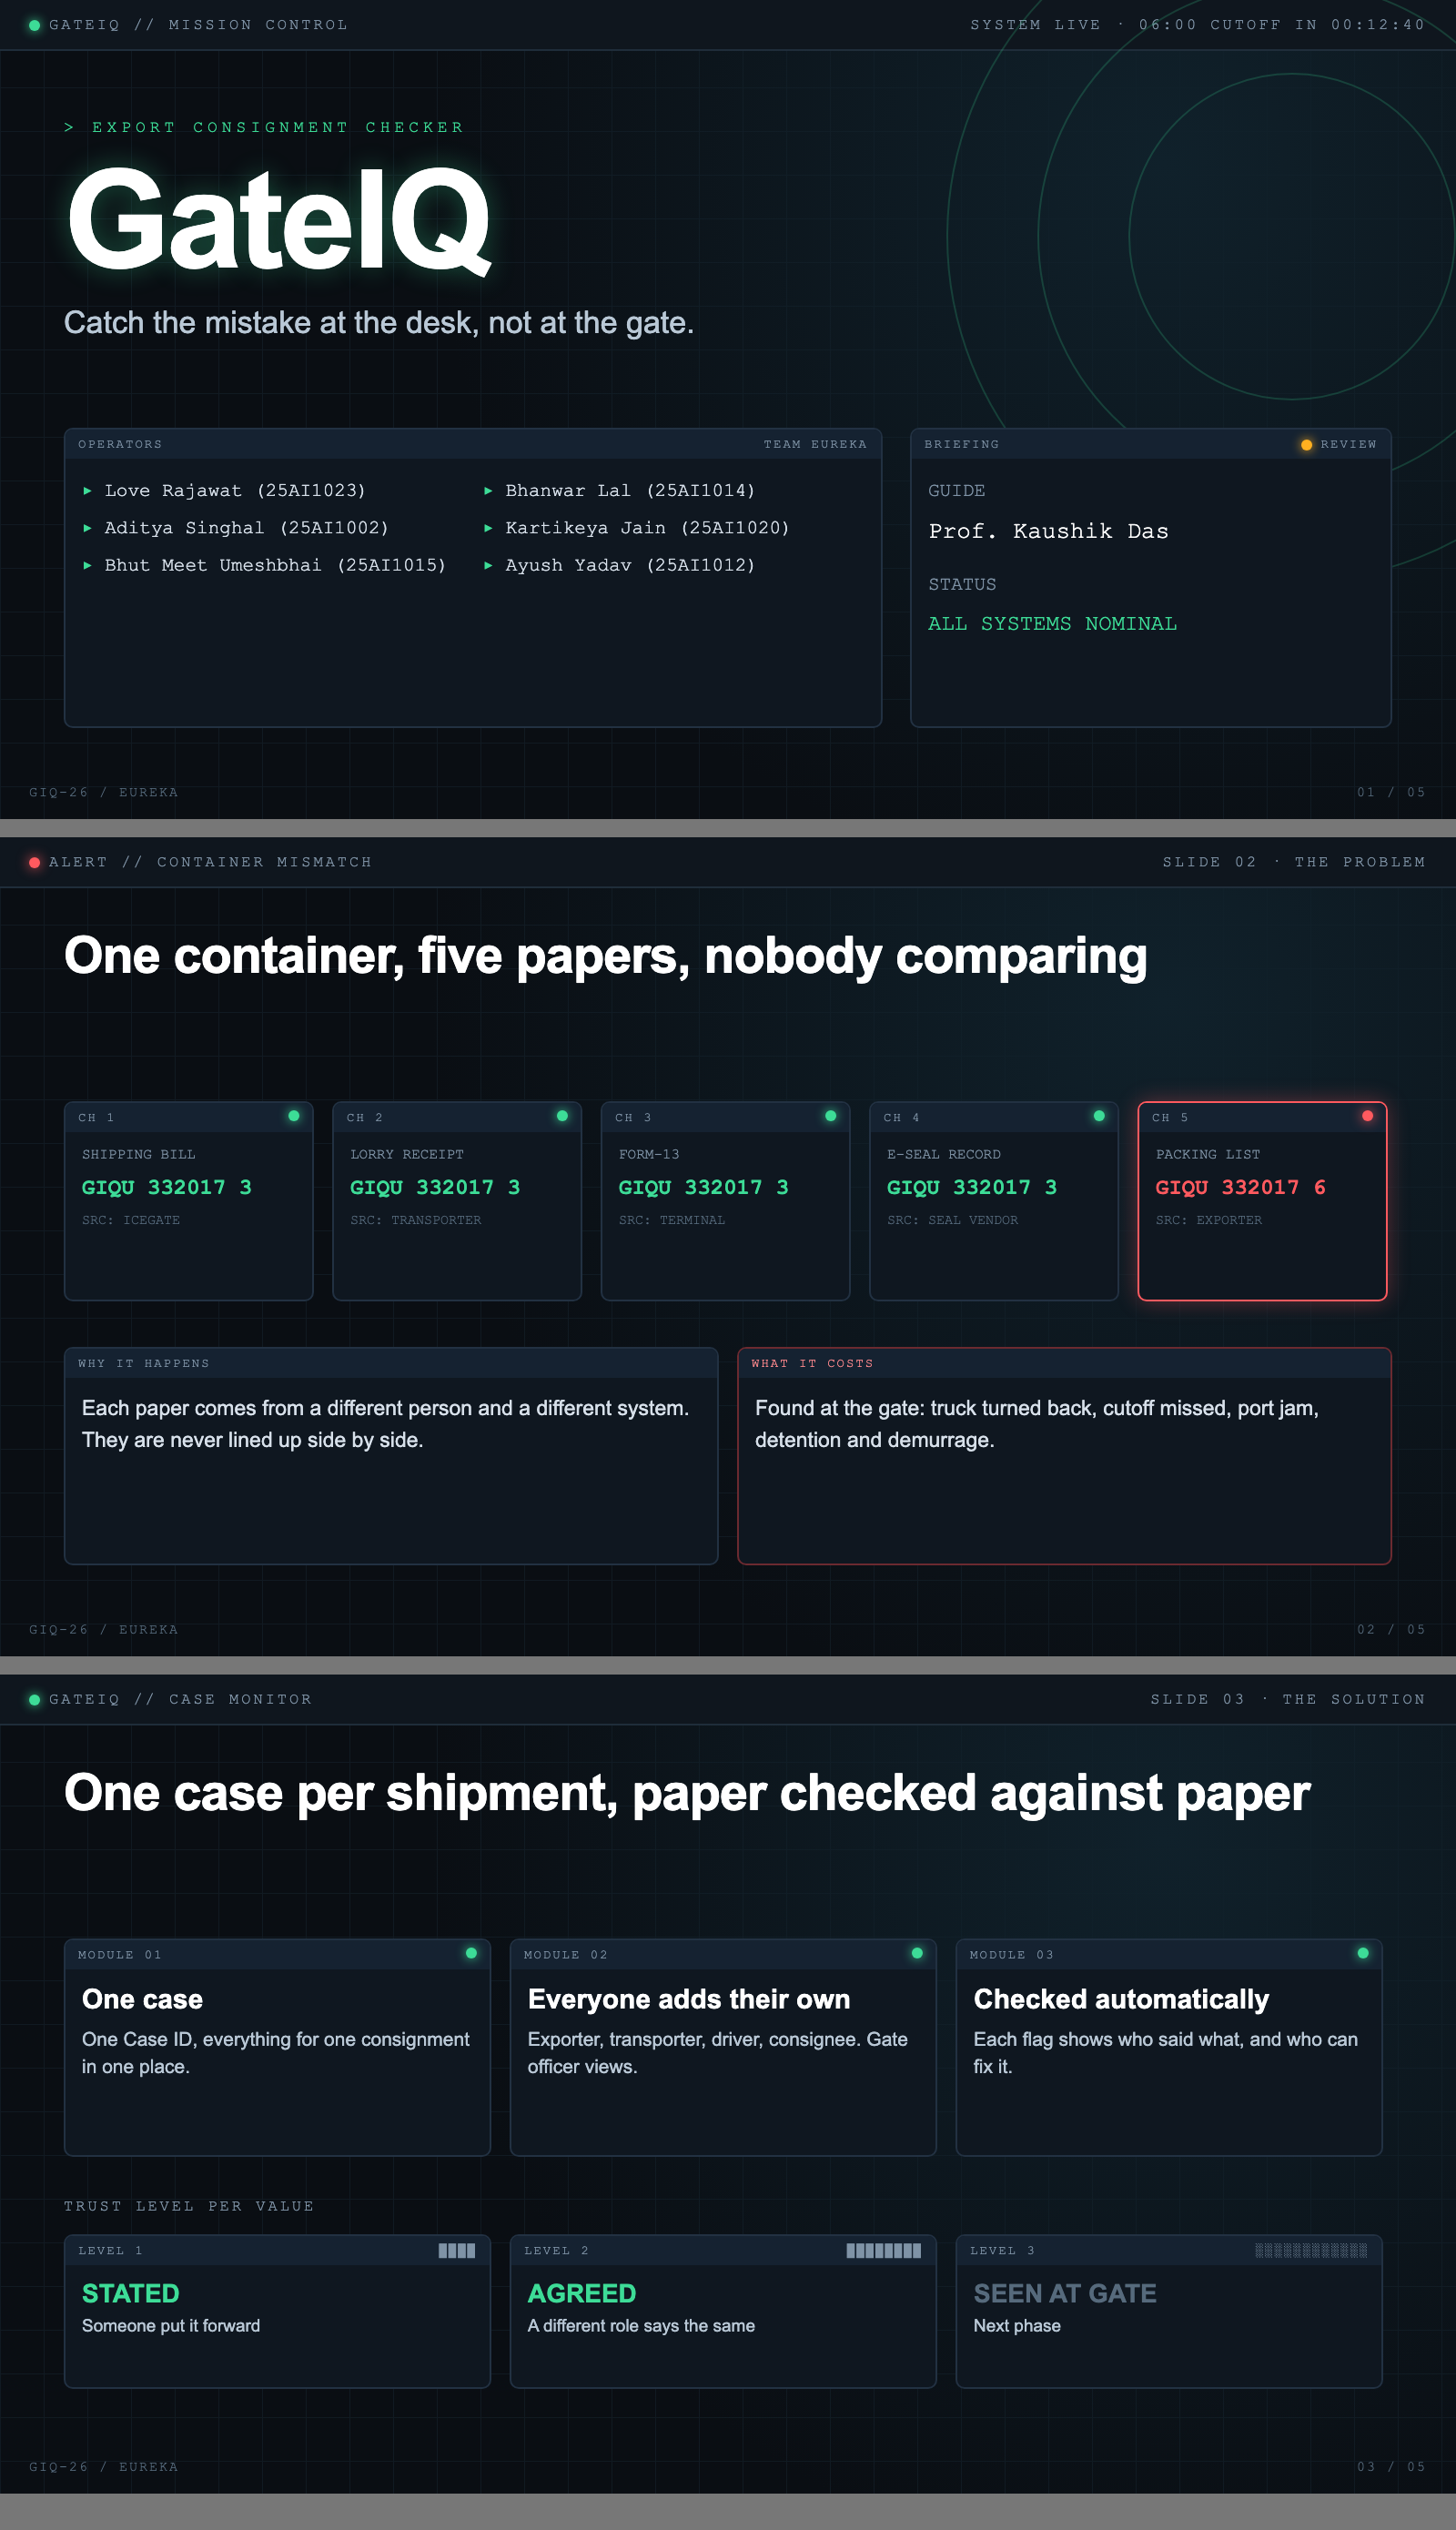 GATEIQ // MISSION CONTROL
SYSTEM LIVE · 06:00 CUTOFF IN 00:12:40
> EXPORT CONSIGNMENT CHECKER
GateIQ
Catch the mistake at the desk, not at the gate.
OPERATORS
TEAM EUREKA
▸ Love Rajawat (25AI1023)
▸ Bhanwar Lal (25AI1014)
▸ Aditya Singhal (25AI1002)
▸ Kartikeya Jain (25AI1020)
▸ Bhut Meet Umeshbhai (25AI1015)
▸ Ayush Yadav (25AI1012)
BRIEFING
REVIEW
GUIDE
Prof. Kaushik Das
STATUS
ALL SYSTEMS NOMINAL
GIQ-26 / EUREKA
01 / 05
ALERT // CONTAINER MISMATCH
SLIDE 02 · THE PROBLEM
One container, five papers, nobody comparing
CH 1
SHIPPING BILL
GIQU 332017 3
SRC: ICEGATE
CH 2
LORRY RECEIPT
GIQU 332017 3
SRC: TRANSPORTER
CH 3
FORM-13
GIQU 332017 3
SRC: TERMINAL
CH 4
E-SEAL RECORD
GIQU 332017 3
SRC: SEAL VENDOR
CH 5
PACKING LIST
GIQU 332017 6
SRC: EXPORTER
WHY IT HAPPENS
Each paper comes from a different person and a different system.
They are never lined up side by side.
WHAT IT COSTS
Found at the gate: truck turned back, cutoff missed, port jam,
detention and demurrage.
GIQ-26 / EUREKA
02 / 05
GATEIQ // CASE MONITOR
SLIDE 03 · THE SOLUTION
One case per shipment, paper checked against paper
MODULE 01
One case
One Case ID, everything for one consignment
in one place.
MODULE 02
Everyone adds their own
Exporter, transporter, driver, consignee. Gate
officer views.
MODULE 03
Checked automatically
Each flag shows who said what, and who can
fix it.
TRUST LEVEL PER VALUE
LEVEL 1
STATED
Someone put it forward
LEVEL 2
AGREED
A different role says the same
LEVEL 3
SEEN AT GATE
Next phase
GIQ-26 / EUREKA
03 / 05